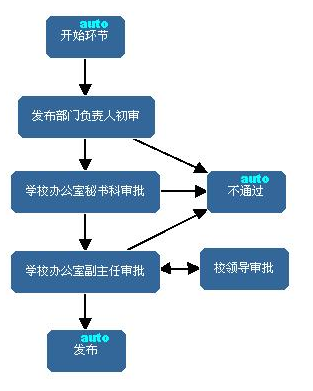 auto
开始环节
发布部门负责人初审
学校办公室秘书科审批
auto
不通过
学校办公室副主任审批
校领导审批
auto
发布